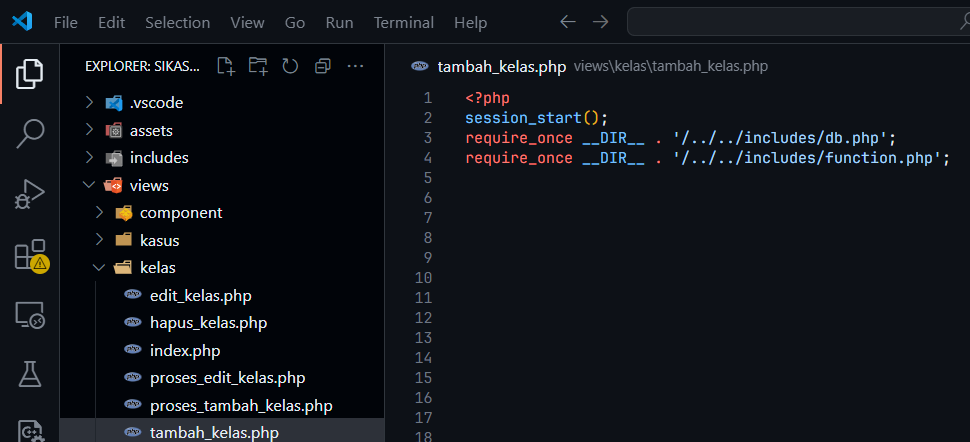 File Edit Selection View Go Run Terminal Help
EXPLORER: SIKAS...
.vscode
assets
includes
views
component
kasus
kelas
edit_kelas.php
hapus_kelas.php
index.php
proses_edit_kelas.php
proses_tambah_kelas.php
tambah_kelas.php
tambah_kelas.php views\kelas\tambah_kelas.php
1 <?php
2 session_start();
3 require_once __DIR__ . '/../../includes/db.php';
4 require_once __DIR__ . '/../../includes/function.php';
5
6
7
8
9
10
11
12
13
14
15
16
17
18